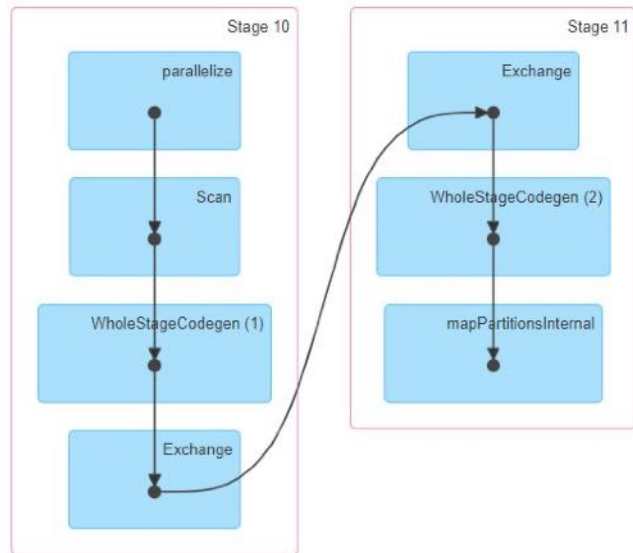 Stage 10
parallelize
Scan
WholeStageCodegen (1)
Exchange
Stage 11
Exchange
WholeStageCodegen (2)
mapPartitionsInternal